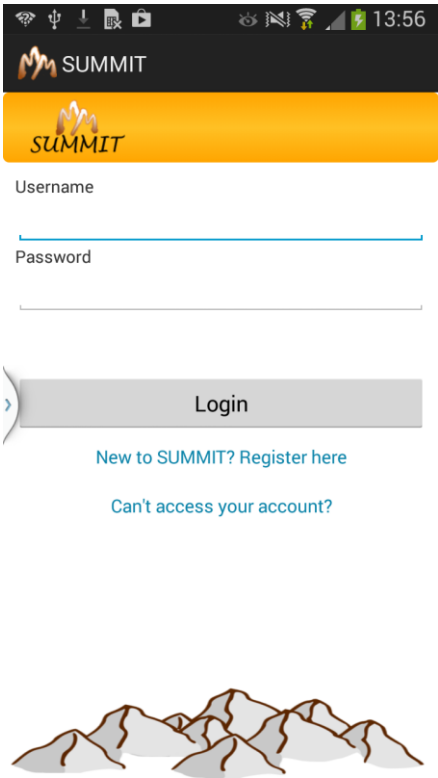 13:56
SUMMIT
SUMMIT
Username
Password
Login
New to SUMMIT? Register here
Can't access your account?